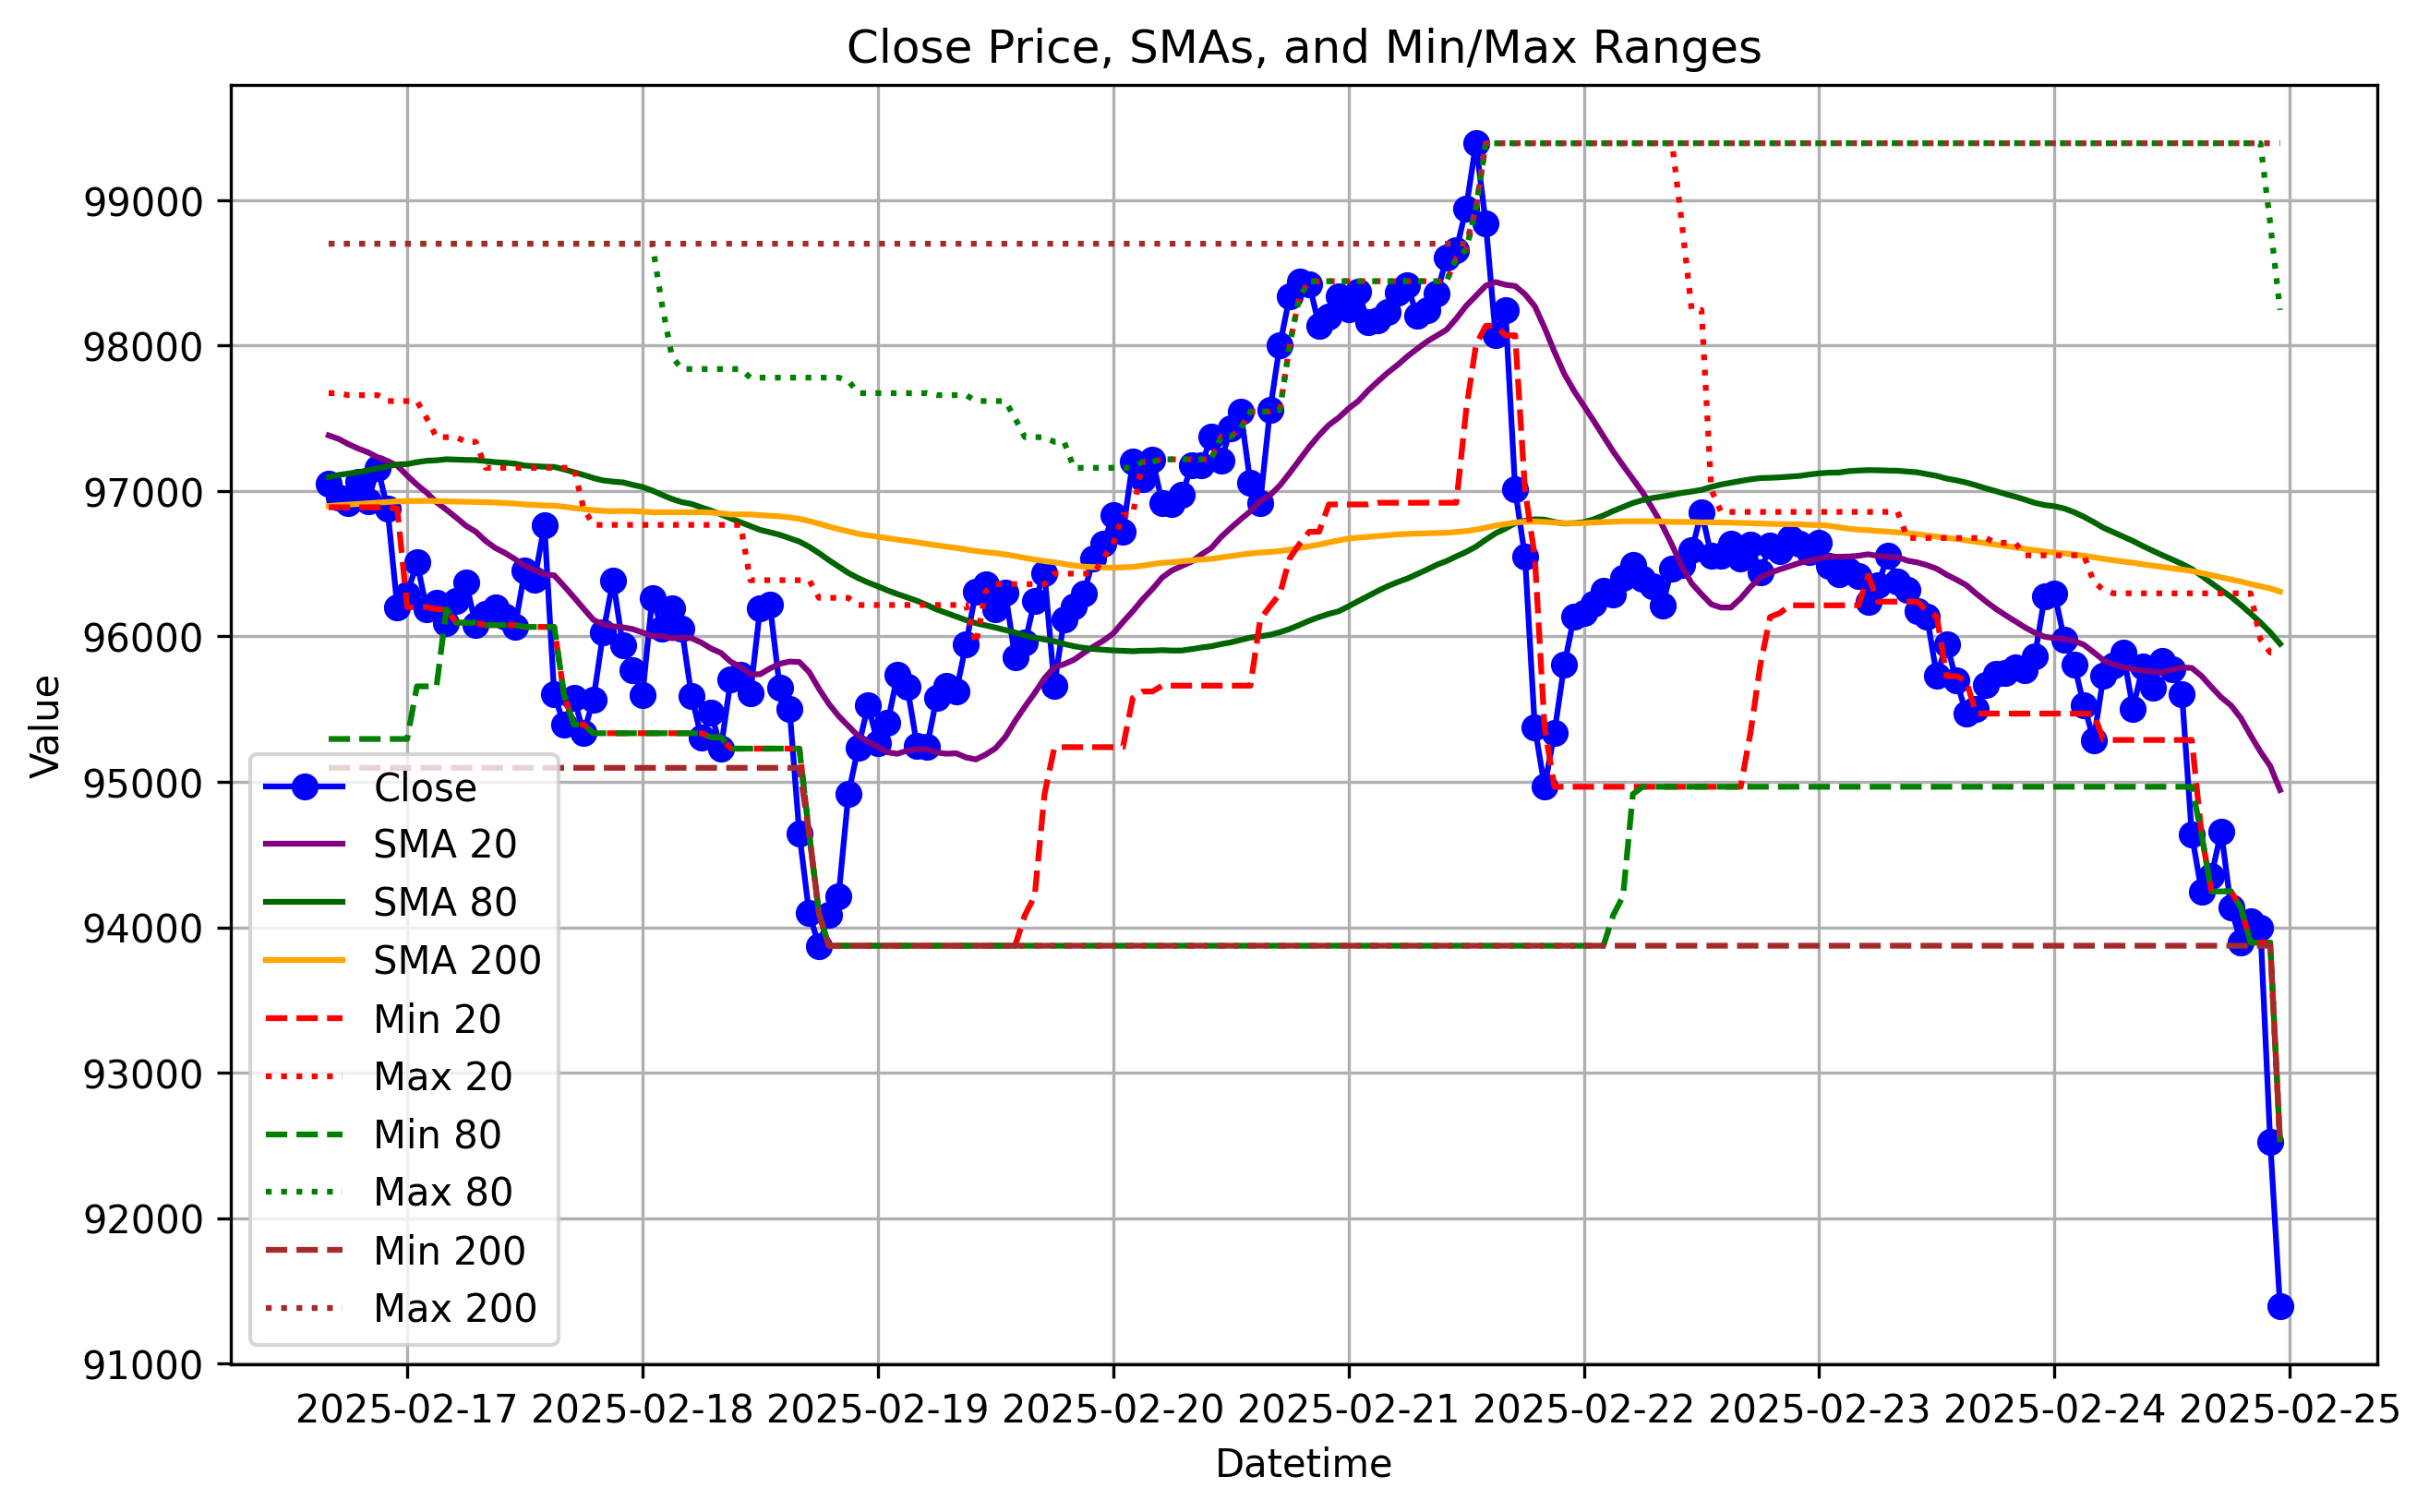 Close Price, SMAs, and Min/Max Ranges
Value
99000
98000
97000
96000
95000
94000
93000
92000
91000
Close
SMA 20
SMA 80
SMA 200
Min 20
Max 20
Min 80
Max 80
Min 200
Max 200
2025-02-17 2025-02-18 2025-02-19 2025-02-20 2025-02-21 2025-02-22 2025-02-23 2025-02-24 2025-02-25
Datetime